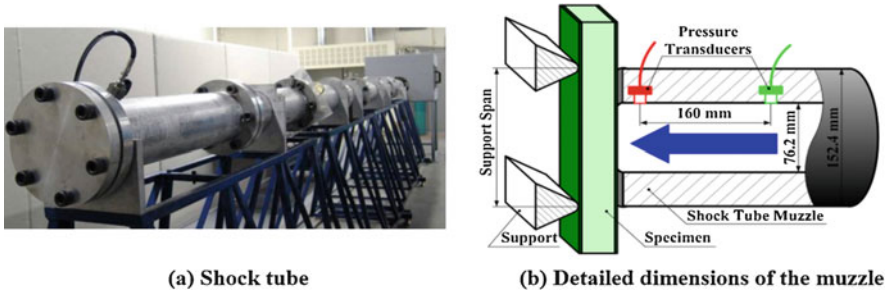 Pressure
Transducers
Support Span
160 mm
76.2 mm
152.4 mm
Shock Tube Muzzle
Support
Specimen
(a) Shock tube
(b) Detailed dimensions of the muzzle